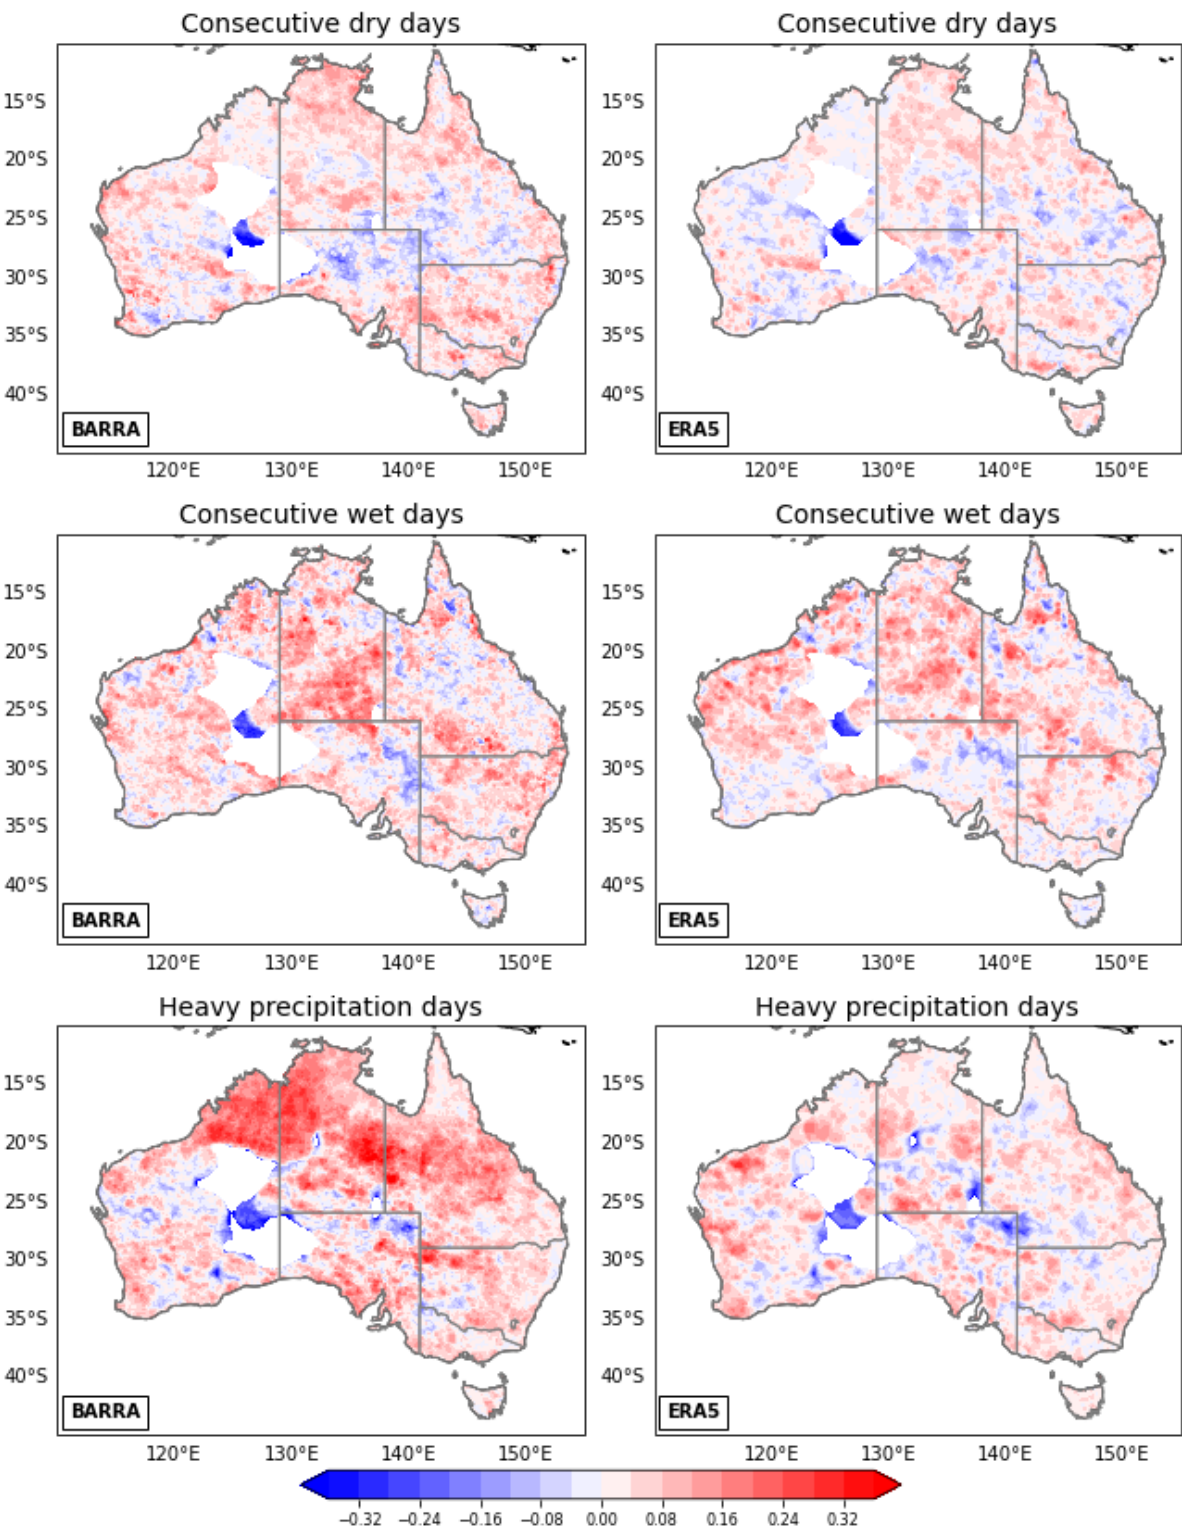 Consecutive dry days Consecutive dry days
15°S 15°S
20°S 20°S
25°S 25°S
30°S 30°S
35°S 35°S
40°S 40°S
BARRA ERA5
120°E 130°E 140°E 150°E 120°E 130°E 140°E 150°E
Consecutive wet days Consecutive wet days
15°S 15°S
20°S 20°S
25°S 25°S
30°S 30°S
35°S 35°S
40°S 40°S
BARRA ERA5
120°E 130°E 140°E 150°E 120°E 130°E 140°E 150°E
Heavy precipitation days Heavy precipitation days
15°S 15°S
20°S 20°S
25°S 25°S
30°S 30°S
35°S 35°S
40°S 40°S
BARRA ERA5
120°E 130°E 140°E 150°E 120°E 130°E 140°E 150°E
−0.32 −0.24 −0.16 −0.08 0.00 0.08 0.16 0.24 0.32